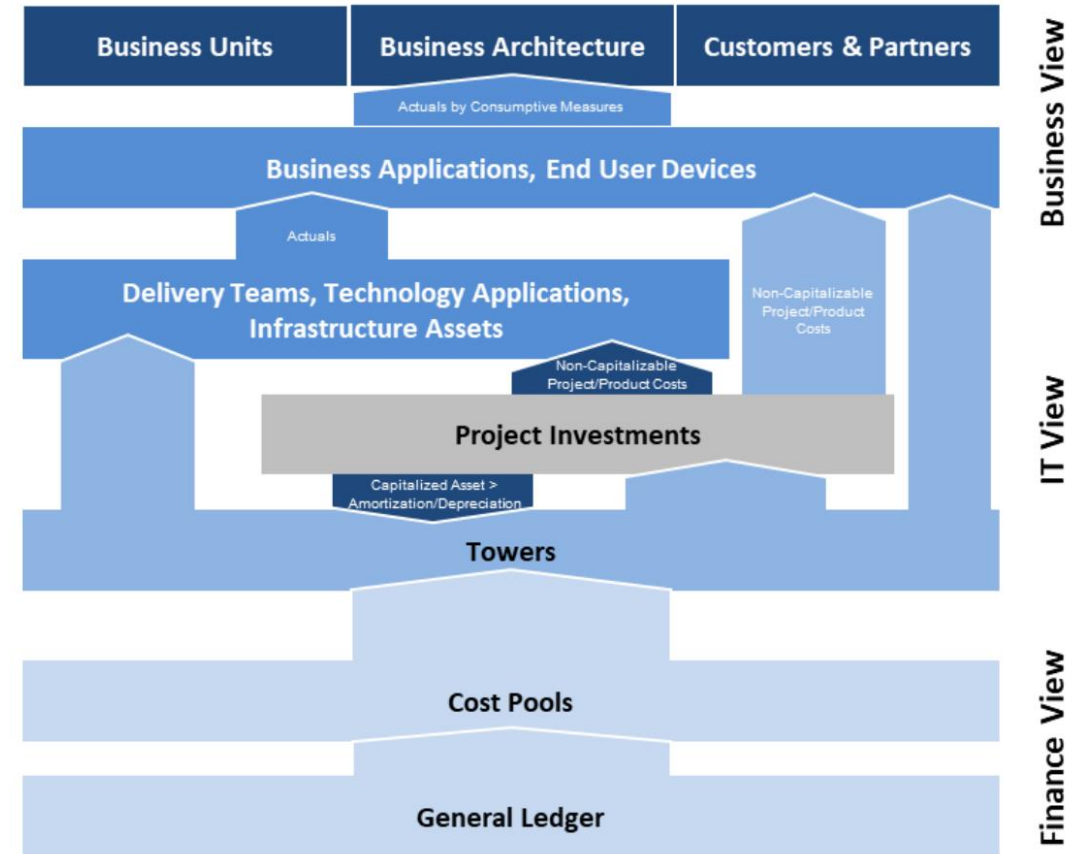 Business Units
Business Architecture
Customers & Partners
Actuals by Consumptive Measures
Business Applications, End User Devices
Business View
Actuals
Delivery Teams, Technology Applications,
Infrastructure Assets
Non-Capitalizable
Project/Product
Costs
Non-Capitalizable
Project/Product Costs
Project Investments
IT View
Capitalized Asset >
Amortization/Depreciation
Towers
Cost Pools
General Ledger
Finance View